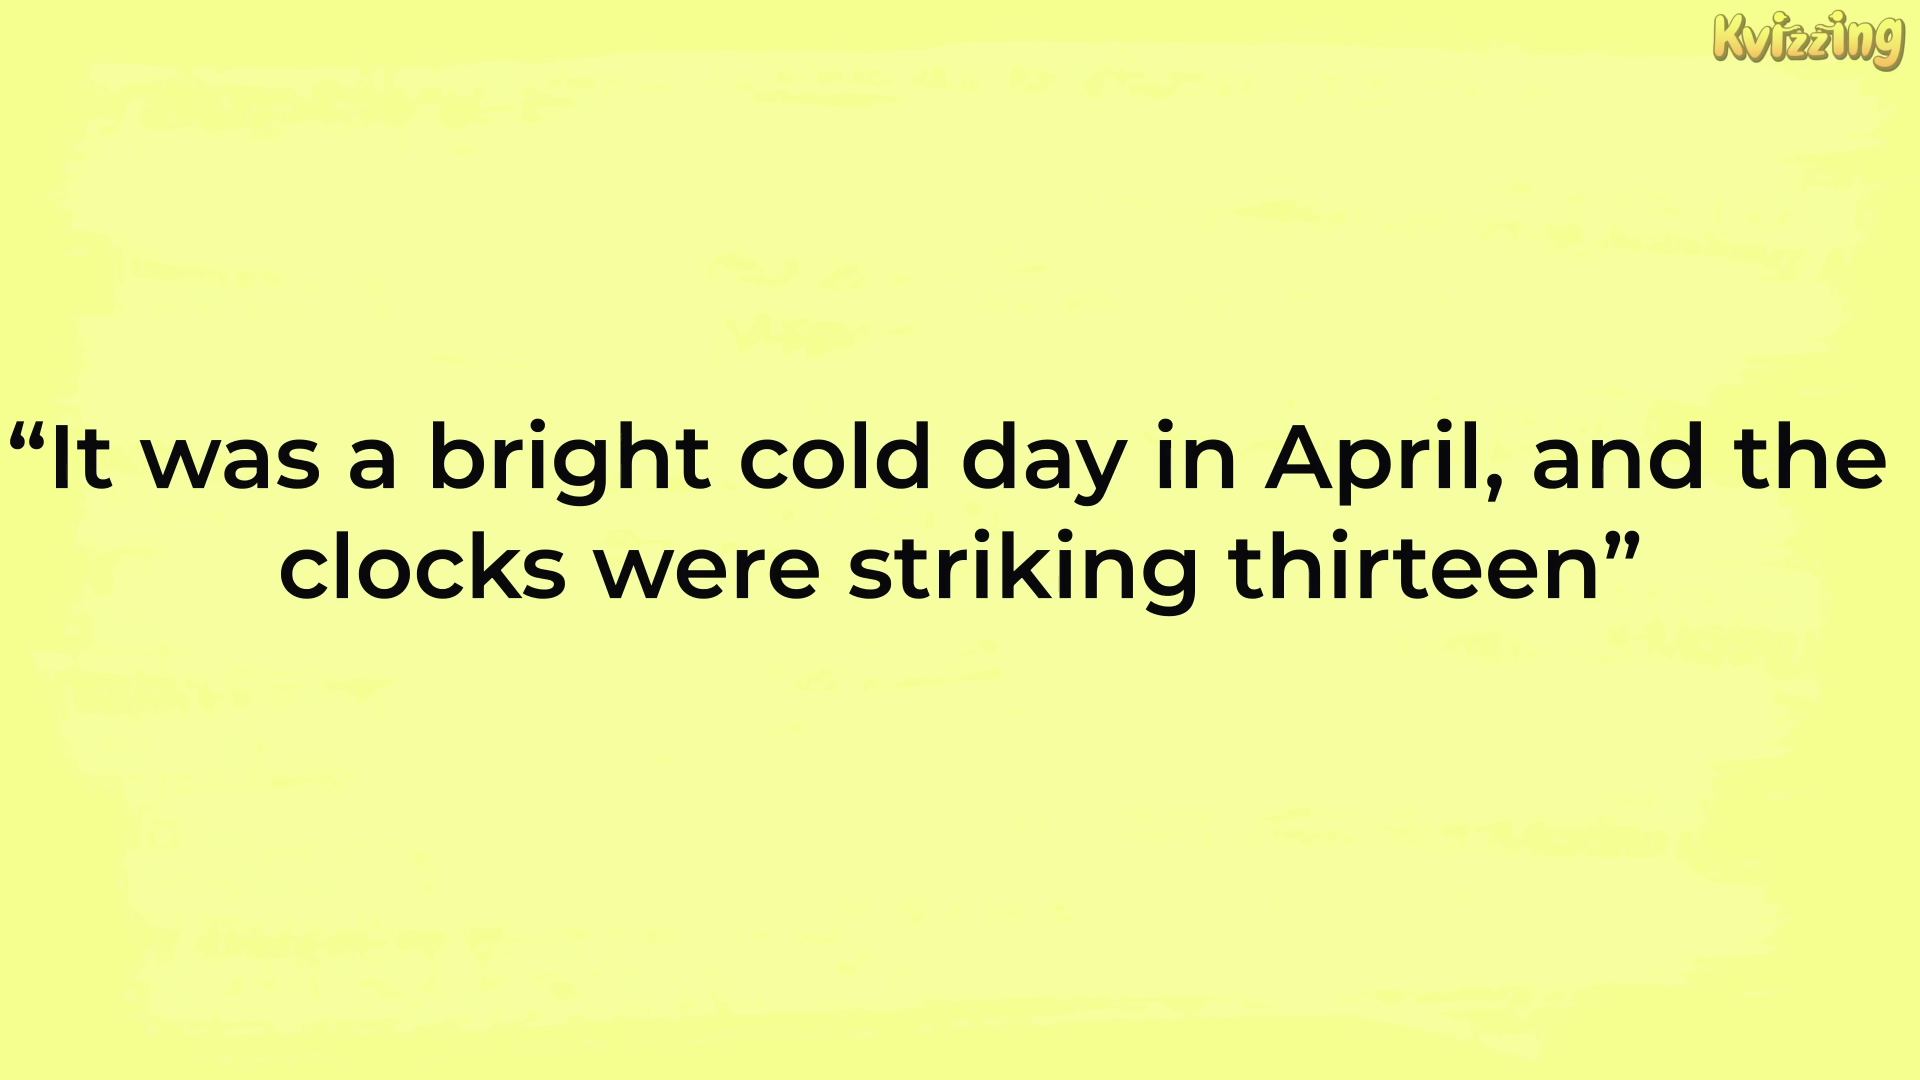 Kvizzing
“It was a bright cold day in April, and the
clocks were striking thirteen”